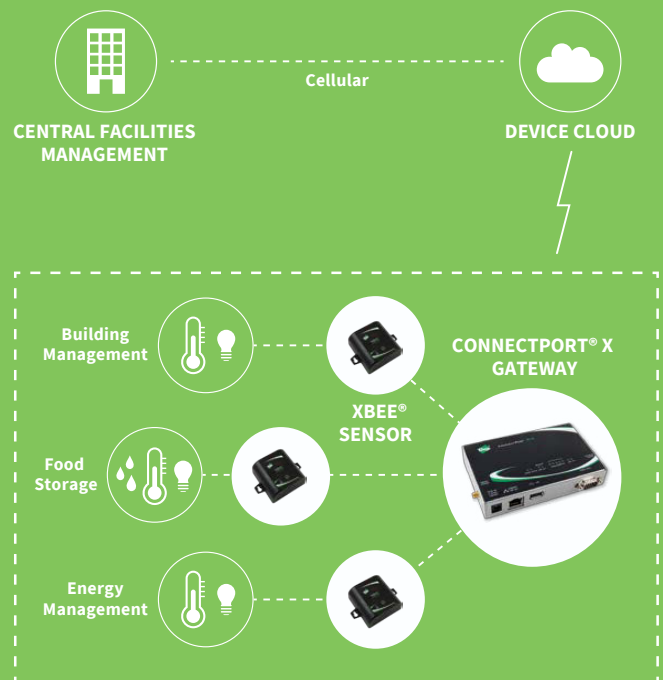 Cellular
CENTRAL FACILITIES
MANAGEMENT
DEVICE CLOUD
Building
Management
CONNECTPORT® X
GATEWAY
XBEE®
SENSOR
Food
Storage
Energy
Management